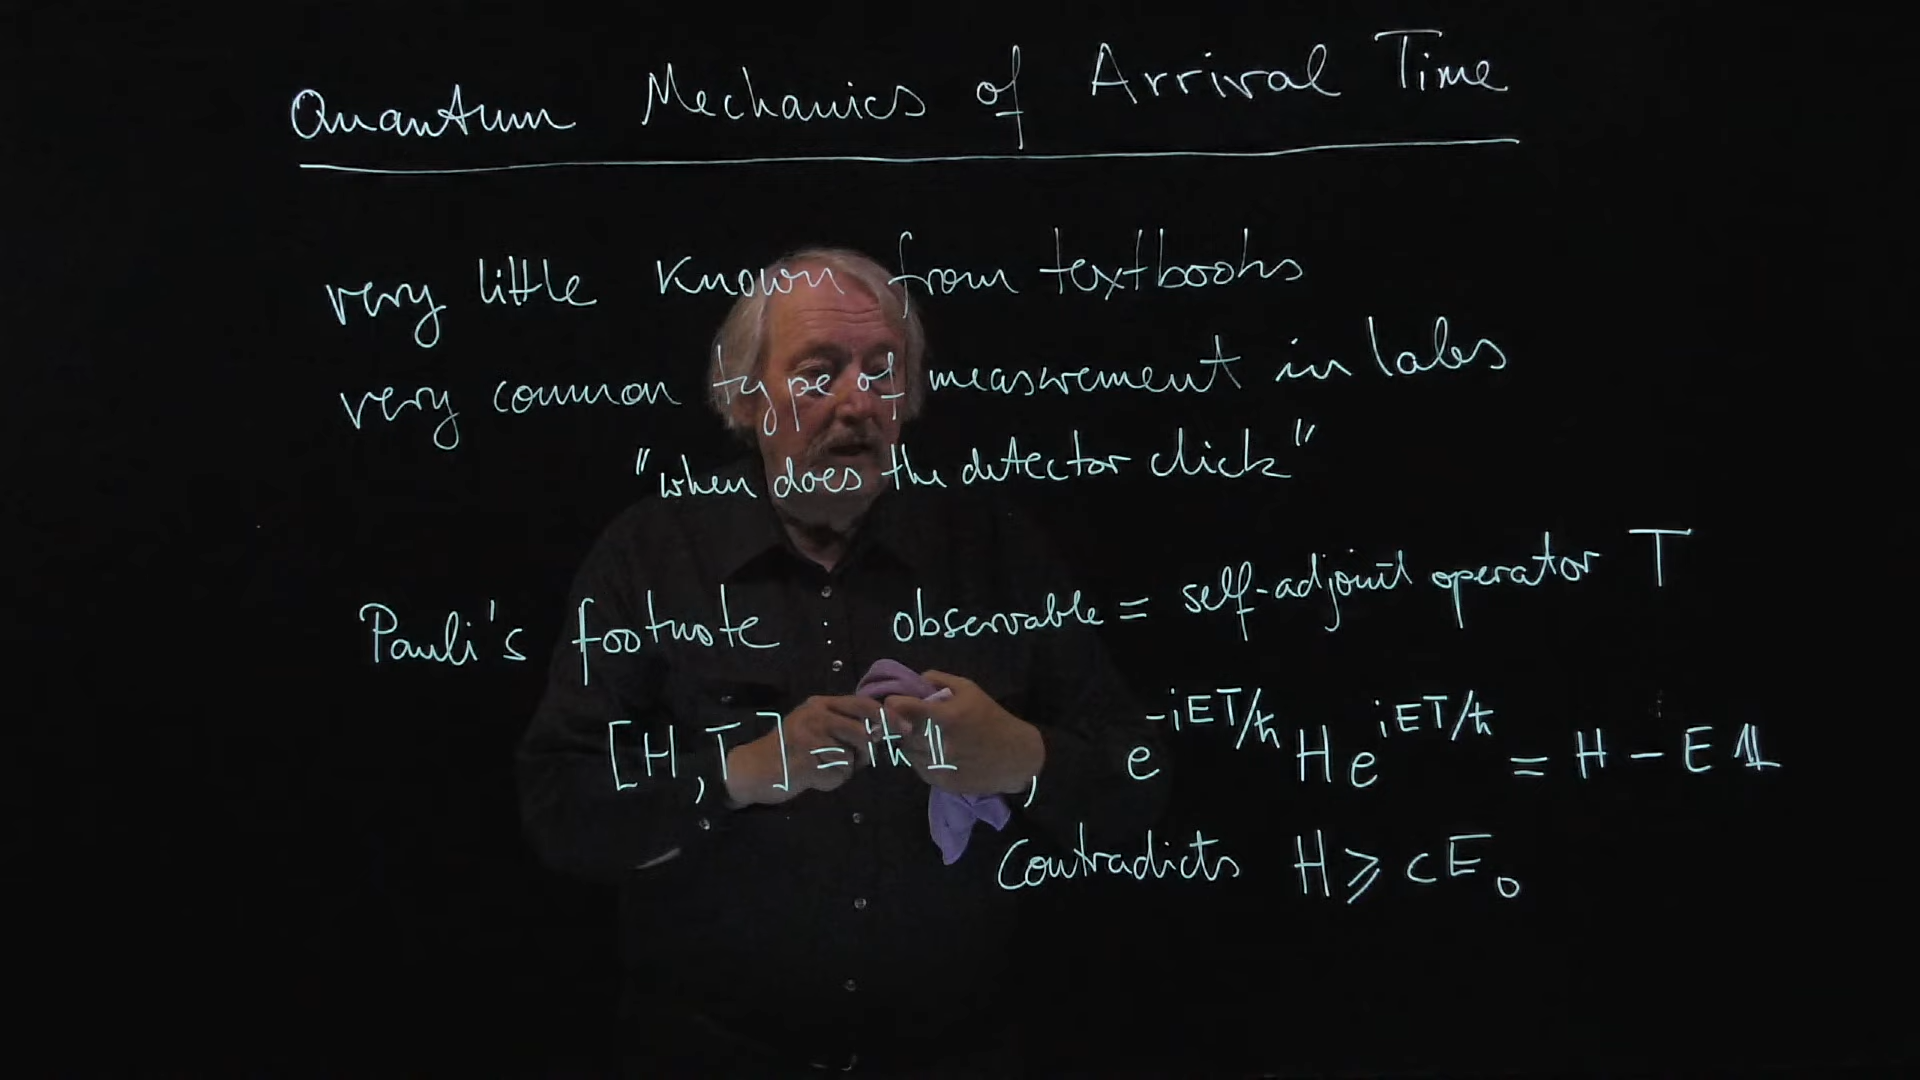 Quantum Mechanics of Arrival Time
very little known from textbooks
very common type of measurement in labs
"when does the detector click"
Pauli's footnote : observable = self-adjoint operator T
[H,T] = iħ𝟙 , e^{-iET/ħ} H e^{iET/ħ} = H - E𝟙
Contradicts H ⩾ cE₀